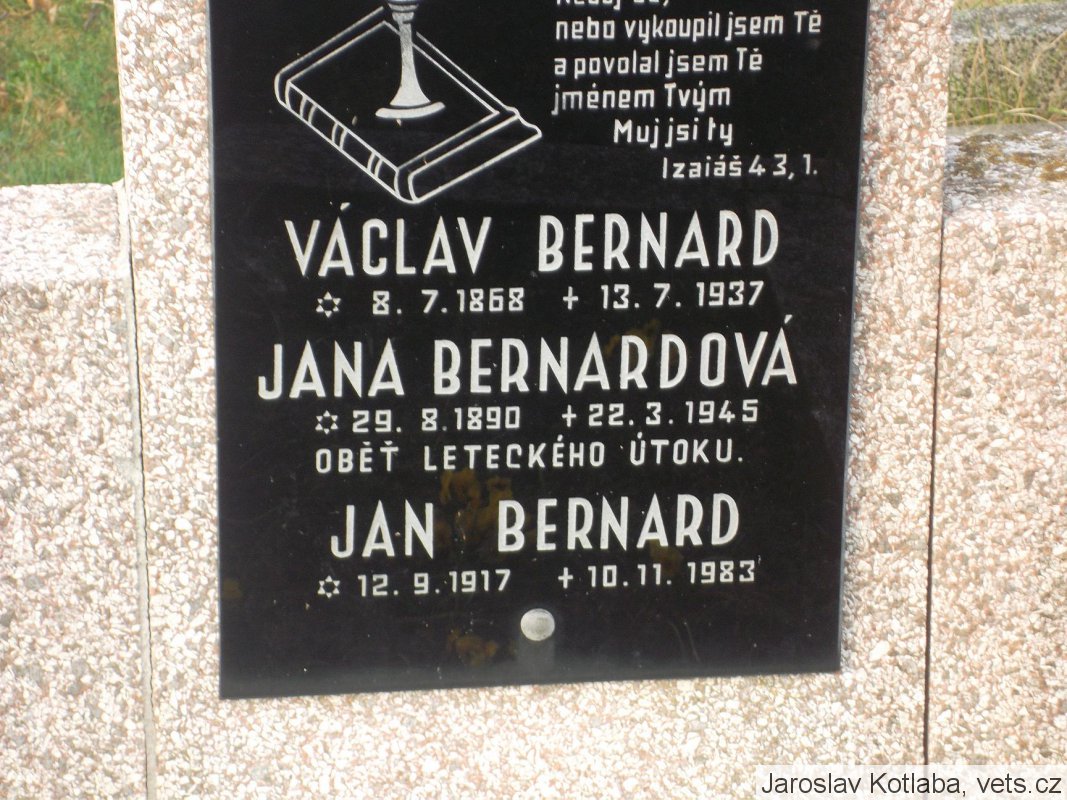 nebo vykoupil jsem Tě
a povolal jsem Tě
jménem Tvým
Muj jsi ty
Izaiáš 43, 1.
VÁCLAV BERNARD
✡ 8. 7. 1868 + 13. 7. 1937
JANA BERNARDOVÁ
✡ 29. 8. 1890 + 22. 3. 1945
OBĚŤ LETECKÉHO ÚTOKU.
JAN BERNARD
✡ 12. 9. 1917 + 10. 11. 1983
Jaroslav Kotlaba, vets.cz